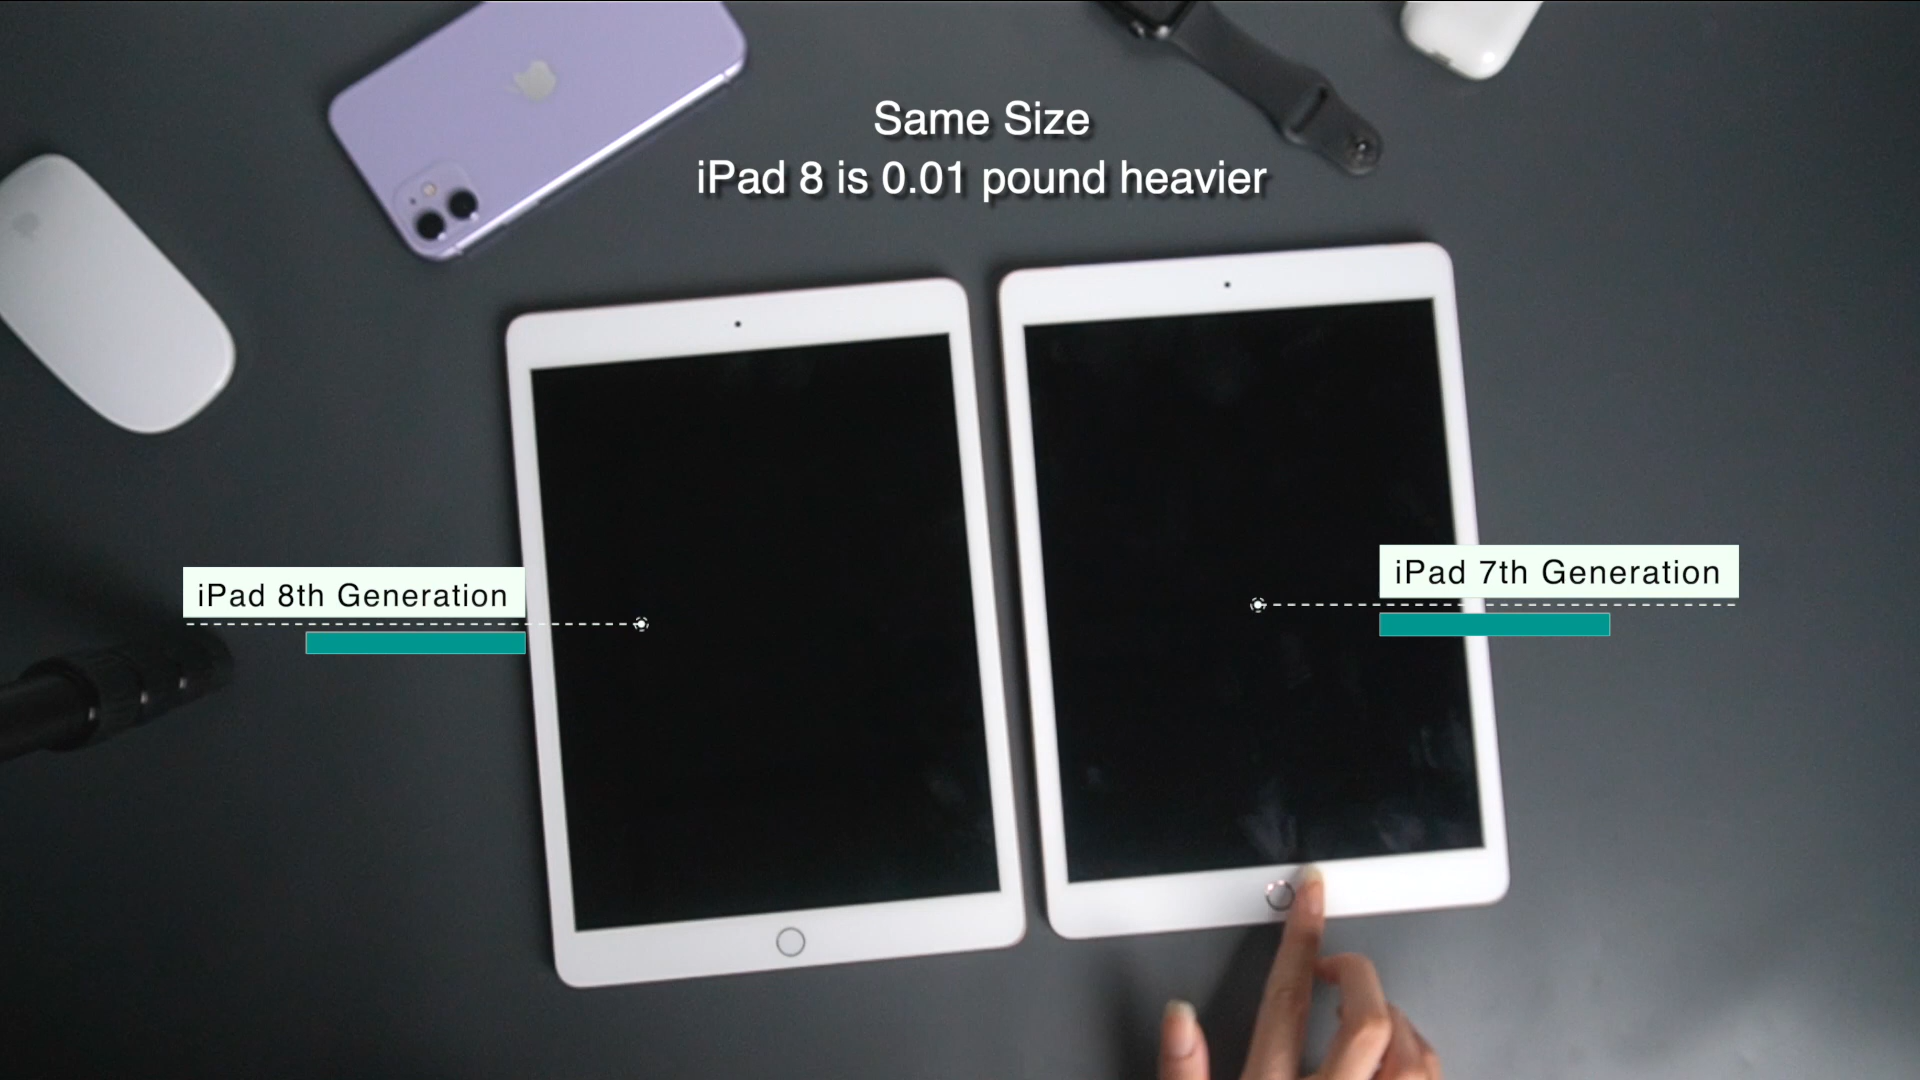 Same Size
iPad 8 is 0.01 pound heavier
iPad 8th Generation
iPad 7th Generation